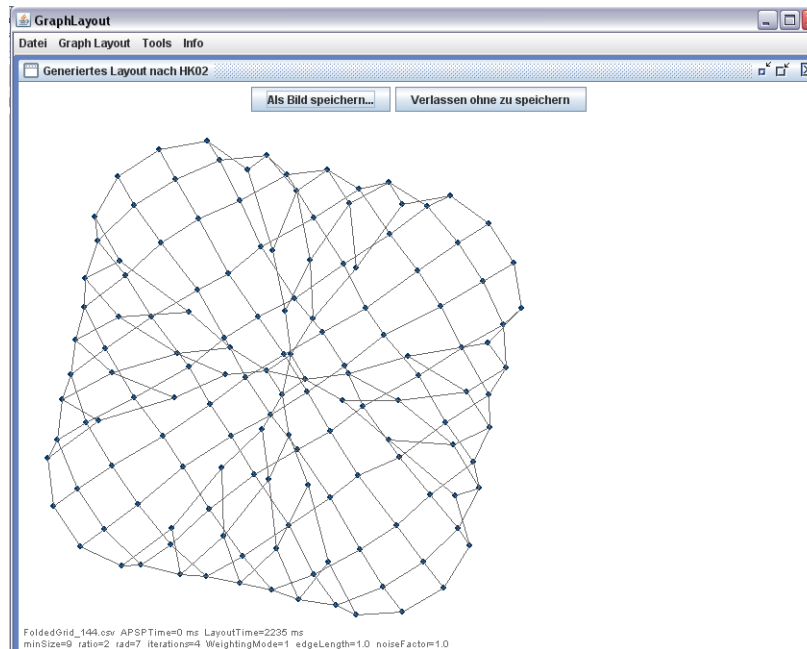 GraphLayout
Datei Graph Layout Tools Info
Generiertes Layout nach HK02
Als Bild speichern... Verlassen ohne zu speichern
FoldedGrid_144.csv APSPTime=0 ms LayoutTime=2235 ms
minSize=9 ratio=2 rad=7 iterations=4 WeightingMode=1 edgeLength=1.0 noiseFactor=1.0